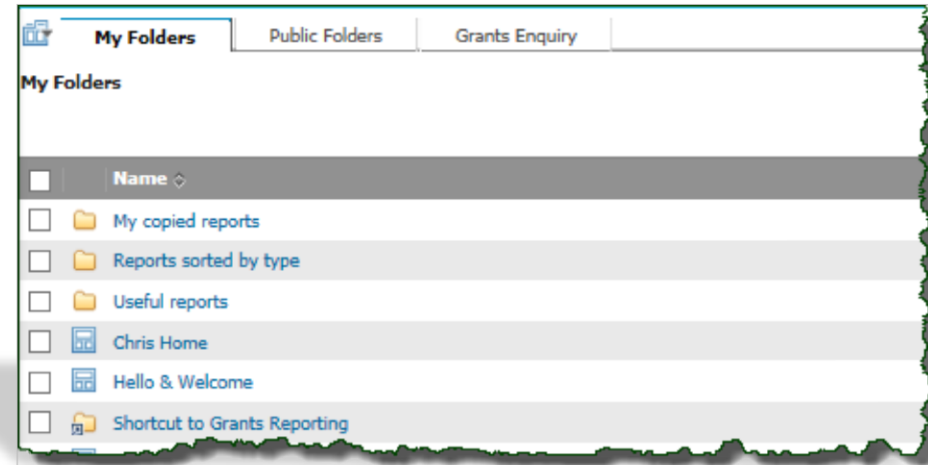 My Folders Public Folders Grants Enquiry
My Folders
Name
My copied reports
Reports sorted by type
Useful reports
Chris Home
Hello & Welcome
Shortcut to Grants Reporting